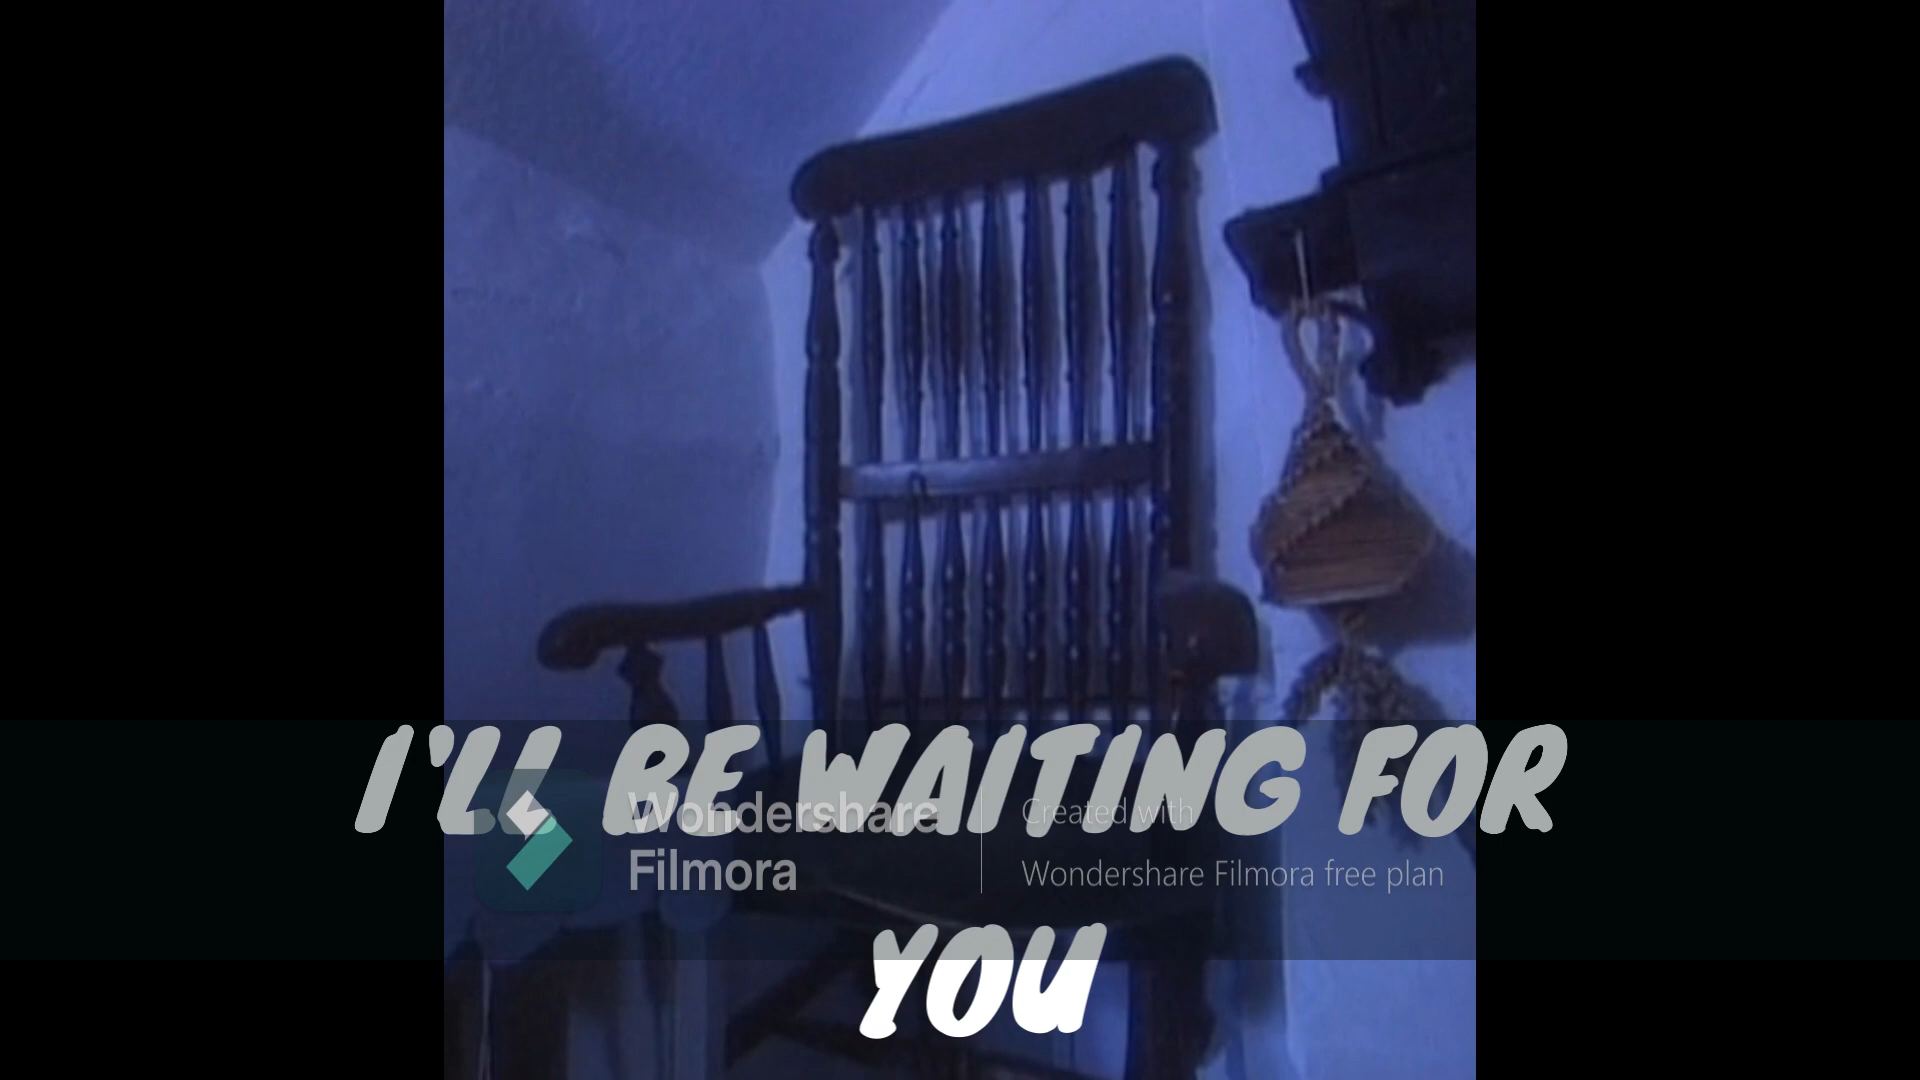 I'LL BE WAITING FOR
Wondershare
Filmora
Created with
Wondershare Filmora free plan
YOU